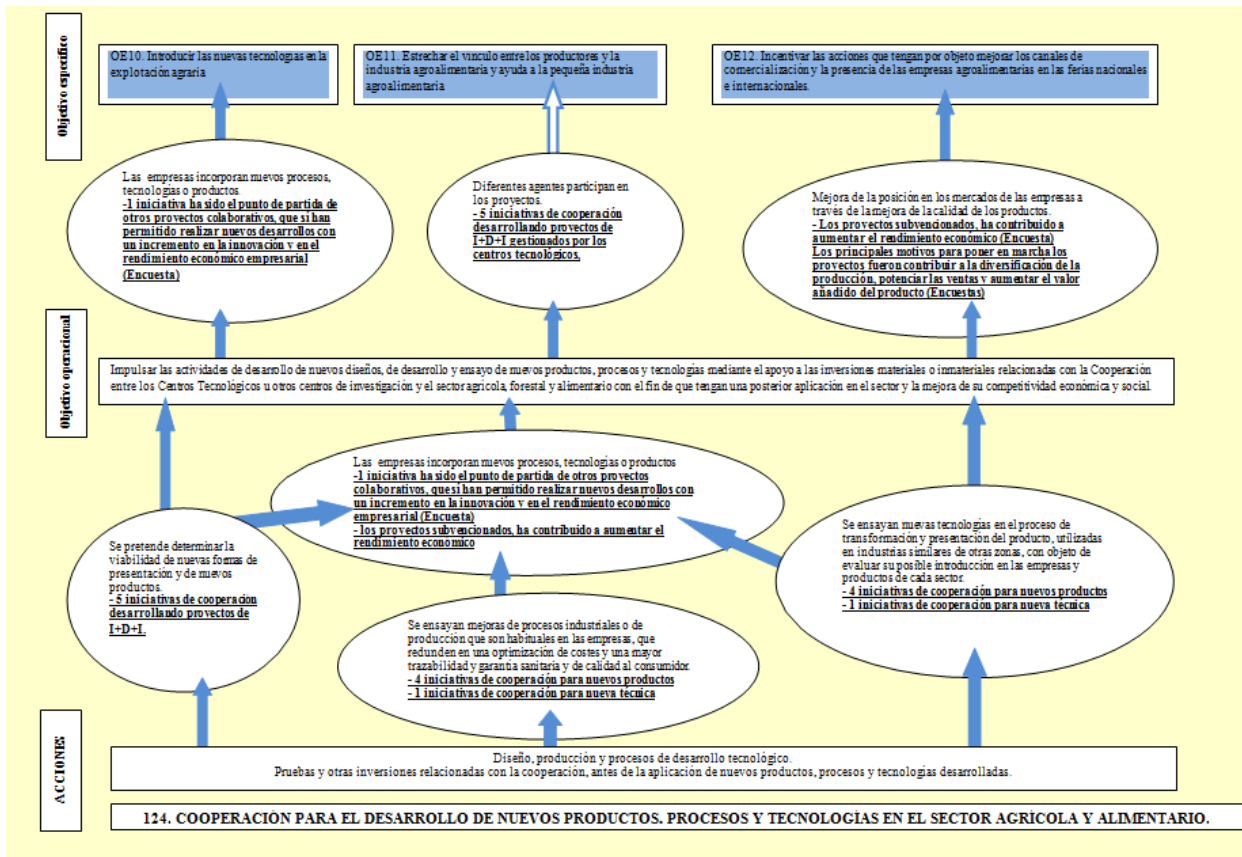 Objetivo específico
OE10. Introducir las nuevas tecnologías en la
explotación agraria
OE11. Estrechar el vinculo entre los productores y la
industria agroalimentaria y ayuda a la pequeña industria
agroalimentaria
OE12. Incentivar las acciones que tengan por objeto mejorar los canales de
comercialización y la presencia de las empresas agroalimentarias en las ferias nacionales
e internacionales.
Las empresas incorporan nuevos procesos,
tecnologías o productos.
-1 iniciativa ha sido el punto de partida de
otros proyectos colaborativos, que si han
permitido realizar nuevos desarrollos con
un incremento en la innovación y en el
rendimiento económico empresarial
(Encuesta)
Diferentes agentes participan en
los proyectos.
- 5 iniciativas de cooperación
desarrollando proyectos de
I+D+I gestionados por los
centros tecnológicos.
Mejora de la posición en los mercados de las empresas a
través de la mejora de la calidad de los productos.
- Los proyectos subvencionados, ha contribuido a
aumentar el rendimiento económico (Encuesta)
Los principales motivos para poner en marcha los
proyectos fueron contribuir a la diversificación de la
producción, potenciar las ventas y aumentar el valor
añadido del producto (Encuestas)
Objetivo operacional
Impulsar las actividades de desarrollo de nuevos diseños, de desarrollo y ensayo de nuevos productos, procesos y tecnologías mediante el apoyo a las inversiones materiales o inmateriales relacionadas con la Cooperación
entre los Centros Tecnológicos u otros centros de investigación y el sector agrícola, forestal y alimentario con el fin de que tengan una posterior aplicación en el sector y la mejora de su competitividad económica y social.
Las empresas incorporan nuevos procesos, tecnologías o productos
-1 iniciativa ha sido el punto de partida de otros proyectos
colaborativos, que si han permitido realizar nuevos desarrollos con
un incremento en la innovación y en el rendimiento económico
empresarial (Encuesta)
- los proyectos subvencionados, ha contribuido a aumentar el
rendimiento económico
Se pretende determinar la
viabilidad de nuevas formas de
presentación y de nuevos
productos.
- 5 iniciativas de cooperación
desarrollando proyectos de
I+D+I.
Se ensayan mejoras de procesos industriales o de
producción que son habituales en las empresas, que
redunden en una optimización de costes y una mayor
trazabilidad y garantía sanitaria y de calidad al consumidor.
- 4 iniciativas de cooperación para nuevos productos
- 1 iniciativas de cooperación para nueva técnica
Se ensayan nuevas tecnologías en el proceso de
transformación y presentación del producto, utilizadas
en industrias similares de otras zonas, con objeto de
evaluar su posible introducción en las empresas y
productos de cada sector.
- 4 iniciativas de cooperación para nuevos productos
- 1 iniciativas de cooperación para nueva técnica
ACCIONES
Diseño, producción y procesos de desarrollo tecnológico.
Pruebas y otras inversiones relacionadas con la cooperación, antes de la aplicación de nuevos productos, procesos y tecnologías desarrolladas.
124. COOPERACIÓN PARA EL DESARROLLO DE NUEVOS PRODUCTOS. PROCESOS Y TECNOLOGÍAS EN EL SECTOR AGRÍCOLA Y ALIMENTARIO.